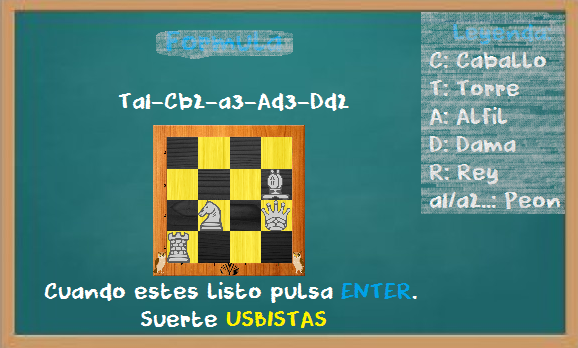 Formula
Ta1-Cb2-a3-Ad3-Dd2
Cuando estes listo pulsa ENTER.
Suerte USBISTAS
Leyenda
C: Caballo
T: Torre
A: Alfil
D: Dama
R: Rey
a1/a2..: Peon